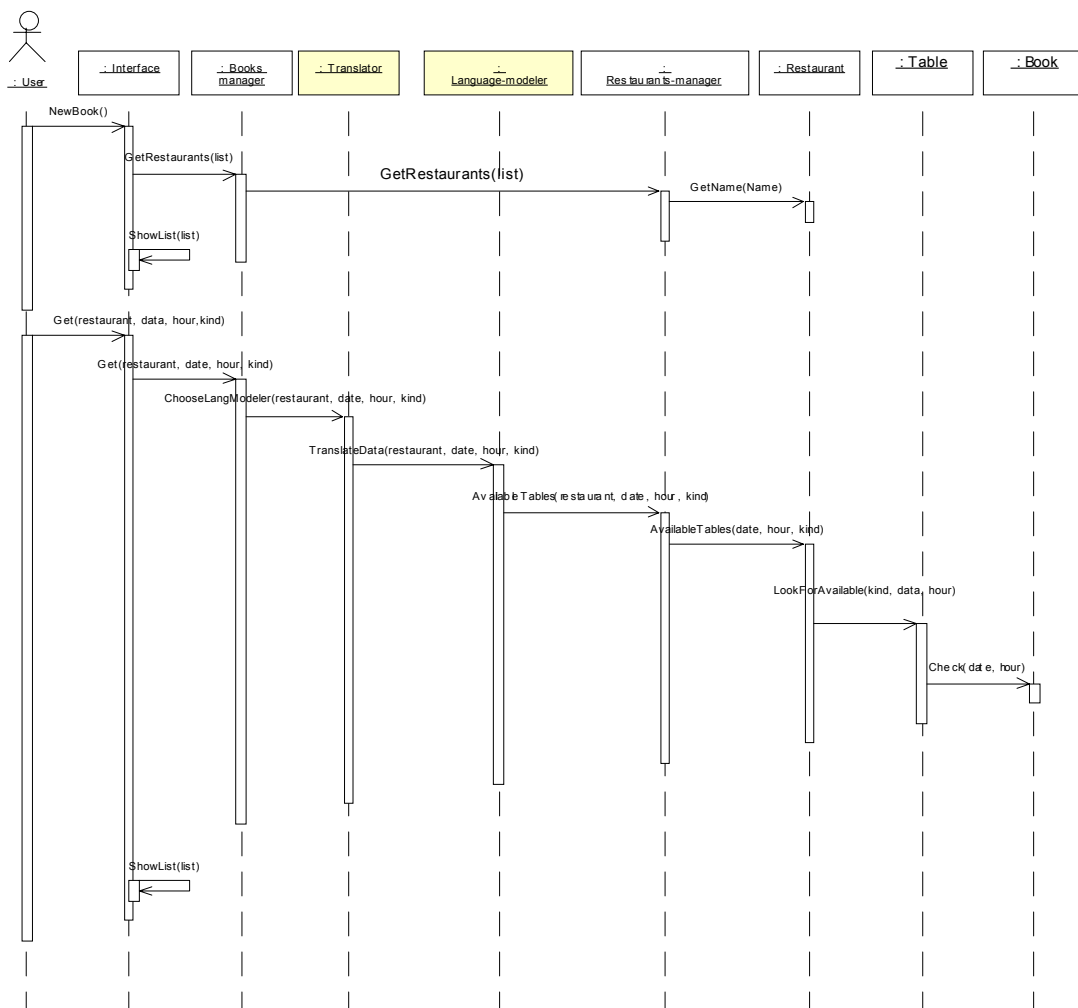 : User
: Interface
: Books
manager
: Translator
:
Language-modeler
:
Restaurants-manager
: Restaurant
: Table
: Book
NewBook()
GetRestaurants(list)
GetRestaurants(list)
GetName(Name)
ShowList(list)
Get(restaurant, data, hour,kind)
Get(restaurant, date, hour, kind)
ChooseLangModeler(restaurant, date, hour, kind)
TranslateData(restaurant, date, hour, kind)
AvailableTables(restaurant, date, hour, kind)
AvailableTables(date, hour, kind)
LookForAvailable(kind, data, hour)
Check(date, hour)
ShowList(list)